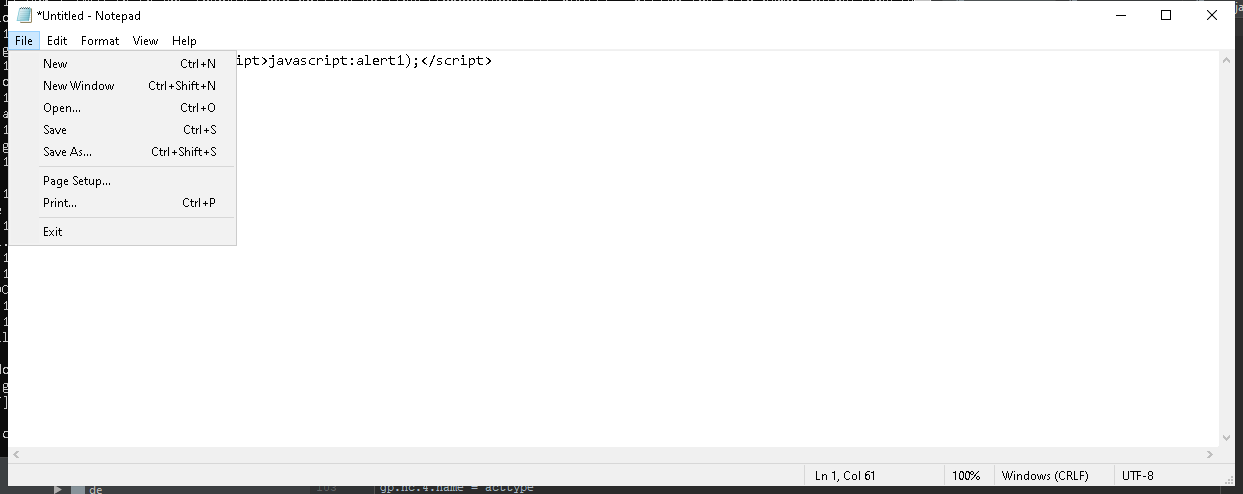 *Untitled - Notepad
File Edit Format View Help
ipt>javascript:alert1);</script>
New Ctrl+N
New Window Ctrl+Shift+N
Open... Ctrl+O
Save Ctrl+S
Save As... Ctrl+Shift+S
Page Setup...
Print... Ctrl+P
Exit
Ln 1, Col 61 100% Windows (CRLF) UTF-8
de 103 gp.nc.4.name = acttype